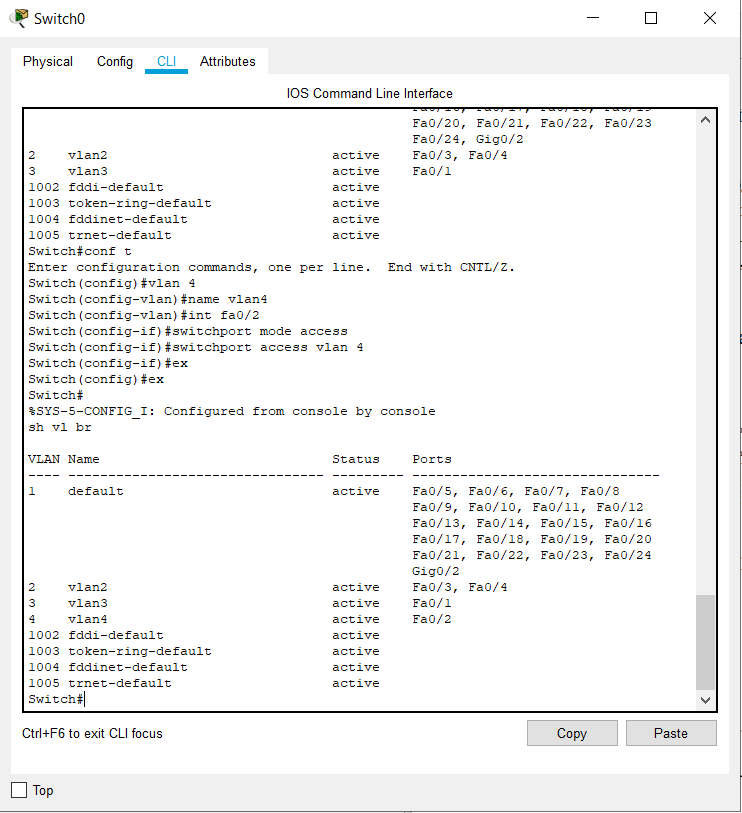 Switch0
Physical Config CLI Attributes
IOS Command Line Interface
Fa0/20, Fa0/21, Fa0/22, Fa0/23
Fa0/24, Gig0/2
2 vlan2 active Fa0/3, Fa0/4
3 vlan3 active Fa0/1
1002 fddi-default active
1003 token-ring-default active
1004 fddinet-default active
1005 trnet-default active
Switch#conf t
Enter configuration commands, one per line. End with CNTL/Z.
Switch(config)#vlan 4
Switch(config-vlan)#name vlan4
Switch(config-vlan)#int fa0/2
Switch(config-if)#switchport mode access
Switch(config-if)#switchport access vlan 4
Switch(config-if)#ex
Switch(config)#ex
Switch#
%SYS-5-CONFIG_I: Configured from console by console
sh vl br
VLAN Name Status Ports
---- -------------------------------- --------- -------------------------------
1 default active Fa0/5, Fa0/6, Fa0/7, Fa0/8
Fa0/9, Fa0/10, Fa0/11, Fa0/12
Fa0/13, Fa0/14, Fa0/15, Fa0/16
Fa0/17, Fa0/18, Fa0/19, Fa0/20
Fa0/21, Fa0/22, Fa0/23, Fa0/24
Gig0/2
2 vlan2 active Fa0/3, Fa0/4
3 vlan3 active Fa0/1
4 vlan4 active Fa0/2
1002 fddi-default active
1003 token-ring-default active
1004 fddinet-default active
1005 trnet-default active
Switch#
Ctrl+F6 to exit CLI focus
Copy Paste
Top